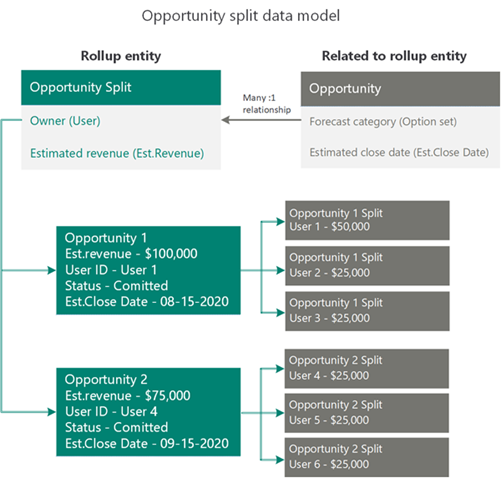 Opportunity split data model
Rollup entity
Related to rollup entity
Opportunity Split
Owner (User)
Estimated revenue (Est.Revenue)
Many :1
relationship
Opportunity
Forecast category (Option set)
Estimated close date (Est.Close Date)
Opportunity 1
Est.revenue - $100,000
User ID - User 1
Status - Comitted
Est.Close Date - 08-15-2020
Opportunity 1 Split
User 1 - $50,000
Opportunity 1 Split
User 2 - $25,000
Opportunity 1 Split
User 3 - $25,000
Opportunity 2
Est.revenue - $75,000
User ID - User 4
Status - Comitted
Est.Close Date - 09-15-2020
Opportunity 2 Split
User 4 - $25,000
Opportunity 2 Split
User 5 - $25,000
Opportunity 2 Split
User 6 - $25,000